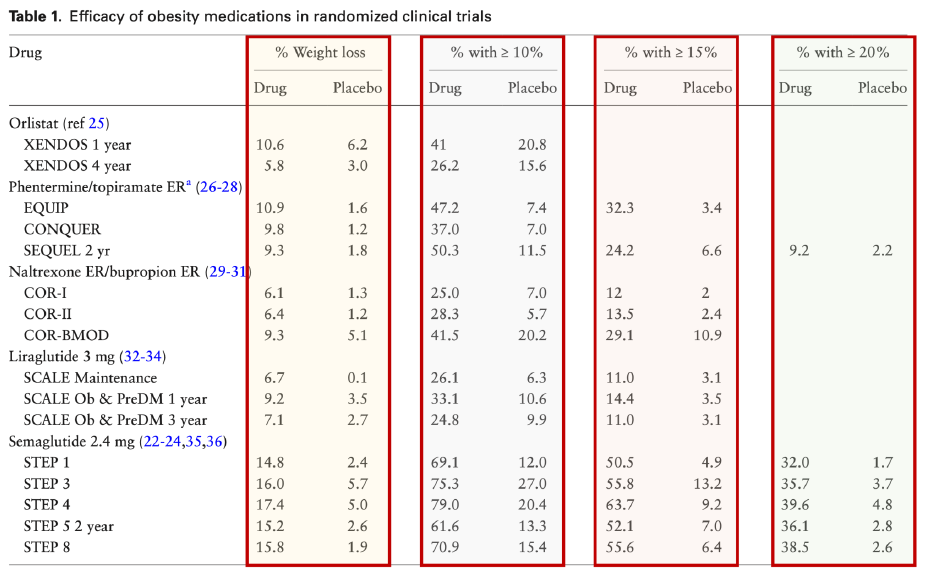 Table 1. Efficacy of obesity medications in randomized clinical trials
Drug % Weight loss % with ≥ 10% % with ≥ 15% % with ≥ 20%
Drug Placebo Drug Placebo Drug Placebo Drug Placebo
Orlistat (ref 25)
XENDOS 1 year 10.6 6.2 41 20.8
XENDOS 4 year 5.8 3.0 26.2 15.6
Phentermine/topiramate ERᵃ (26-28)
EQUIP 10.9 1.6 47.2 7.4 32.3 3.4
CONQUER 9.8 1.2 37.0 7.0
SEQUEL 2 yr 9.3 1.8 50.3 11.5 24.2 6.6 9.2 2.2
Naltrexone ER/bupropion ER (29-31)
COR-I 6.1 1.3 25.0 7.0 12 2
COR-II 6.4 1.2 28.3 5.7 13.5 2.4
COR-BMOD 9.3 5.1 41.5 20.2 29.1 10.9
Liraglutide 3 mg (32-34)
SCALE Maintenance 6.7 0.1 26.1 6.3 11.0 3.1
SCALE Ob & PreDM 1 year 9.2 3.5 33.1 10.6 14.4 3.5
SCALE Ob & PreDM 3 year 7.1 2.7 24.8 9.9 11.0 3.1
Semaglutide 2.4 mg (22-24,35,36)
STEP 1 14.8 2.4 69.1 12.0 50.5 4.9 32.0 1.7
STEP 3 16.0 5.7 75.3 27.0 55.8 13.2 35.7 3.7
STEP 4 17.4 5.0 79.0 20.4 63.7 9.2 39.6 4.8
STEP 5 2 year 15.2 2.6 61.6 13.3 52.1 7.0 36.1 2.8
STEP 8 15.8 1.9 70.9 15.4 55.6 6.4 38.5 2.6